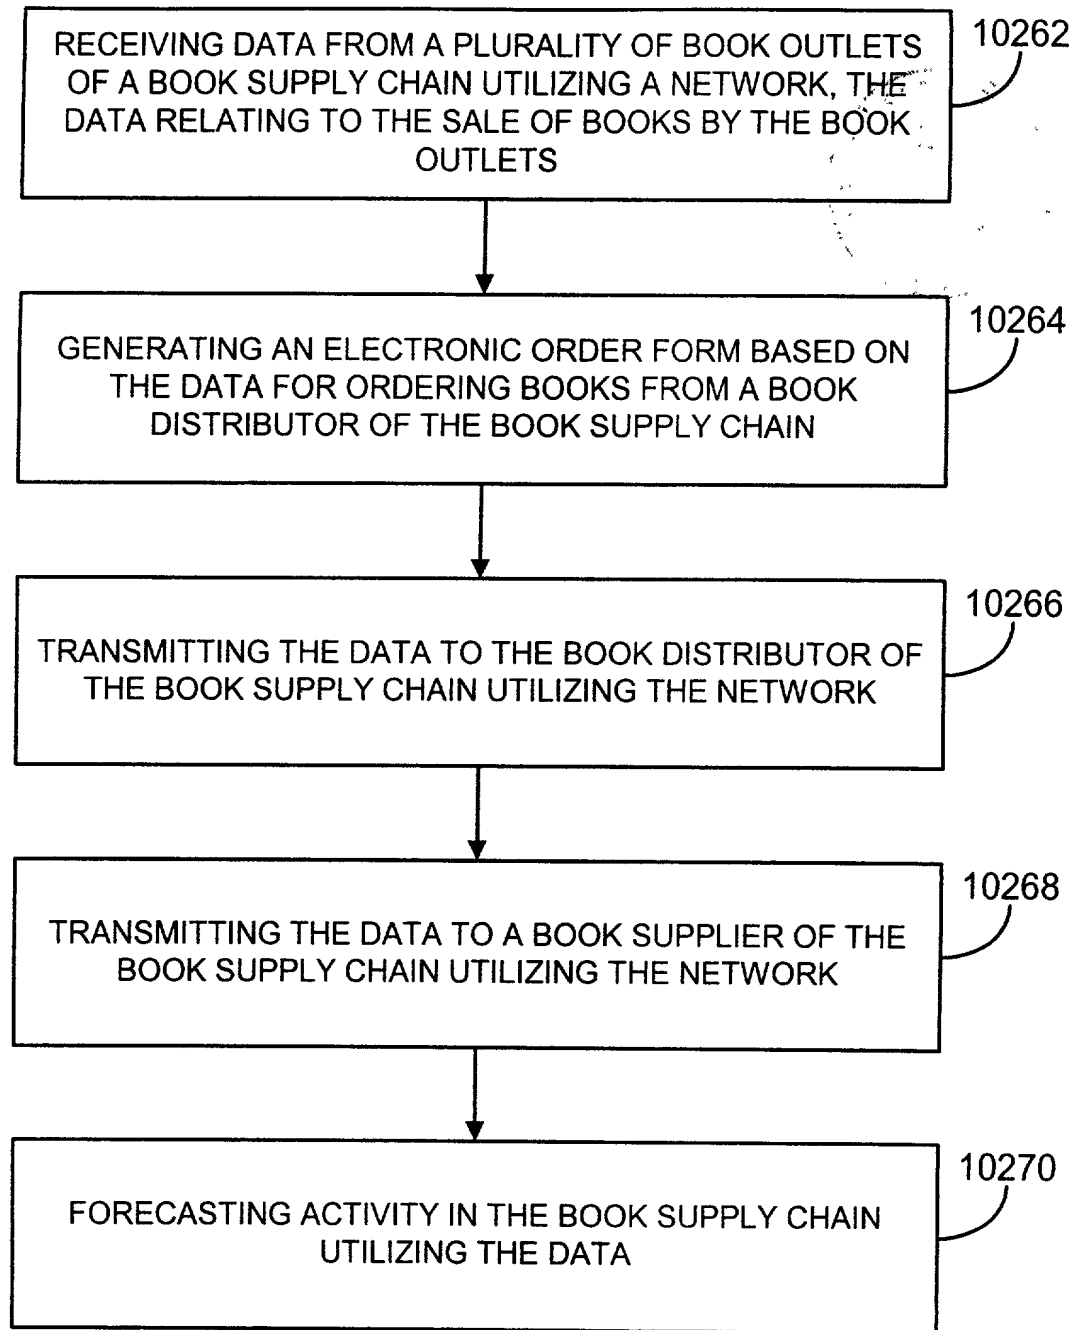 RECEIVING DATA FROM A PLURALITY OF BOOK OUTLETS
OF A BOOK SUPPLY CHAIN UTILIZING A NETWORK, THE
DATA RELATING TO THE SALE OF BOOKS BY THE BOOK
OUTLETS
10262
GENERATING AN ELECTRONIC ORDER FORM BASED ON
THE DATA FOR ORDERING BOOKS FROM A BOOK
DISTRIBUTOR OF THE BOOK SUPPLY CHAIN
10264
TRANSMITTING THE DATA TO THE BOOK DISTRIBUTOR OF
THE BOOK SUPPLY CHAIN UTILIZING THE NETWORK
10266
TRANSMITTING THE DATA TO A BOOK SUPPLIER OF THE
BOOK SUPPLY CHAIN UTILIZING THE NETWORK
10268
FORECASTING ACTIVITY IN THE BOOK SUPPLY CHAIN
UTILIZING THE DATA
10270